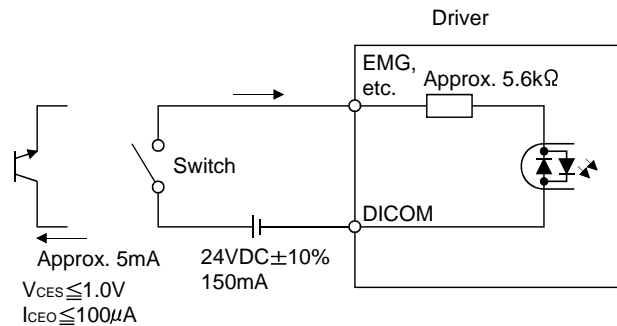 Driver
EMG,
etc.
Approx. 5.6kΩ
Switch
DICOM
Approx. 5mA
24VDC±10%
150mA
VCES≦1.0V
ICEO≦100μA